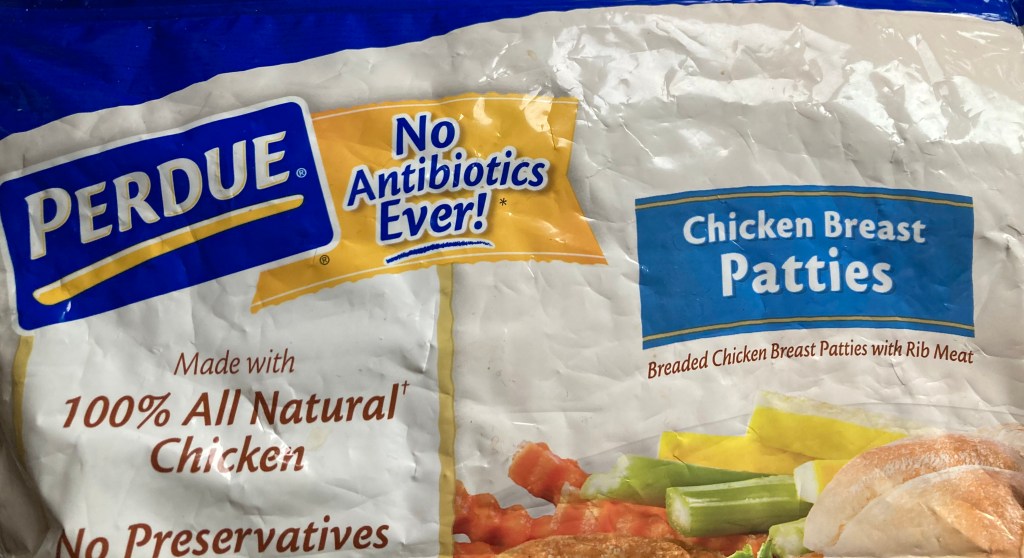 PERDUE®
®
No
Antibiotics
Ever!*
Chicken Breast
Patties
Breaded Chicken Breast Patties with Rib Meat
Made with
100% All Natural†
Chicken
No Preservatives